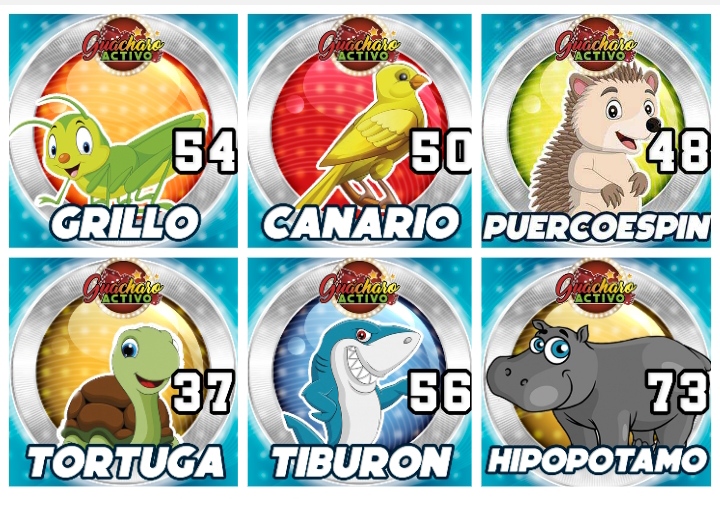 Guacharo
ACTIVO
54
GRILLO
Guacharo
ACTIVO
50
CANARIO
Guacharo
ACTIVO
48
PUERCOESPIN
Guacharo
ACTIVO
37
TORTUGA
Guacharo
ACTIVO
56
TIBURON
Guacharo
ACTIVO
73
HIPOPOTAMO